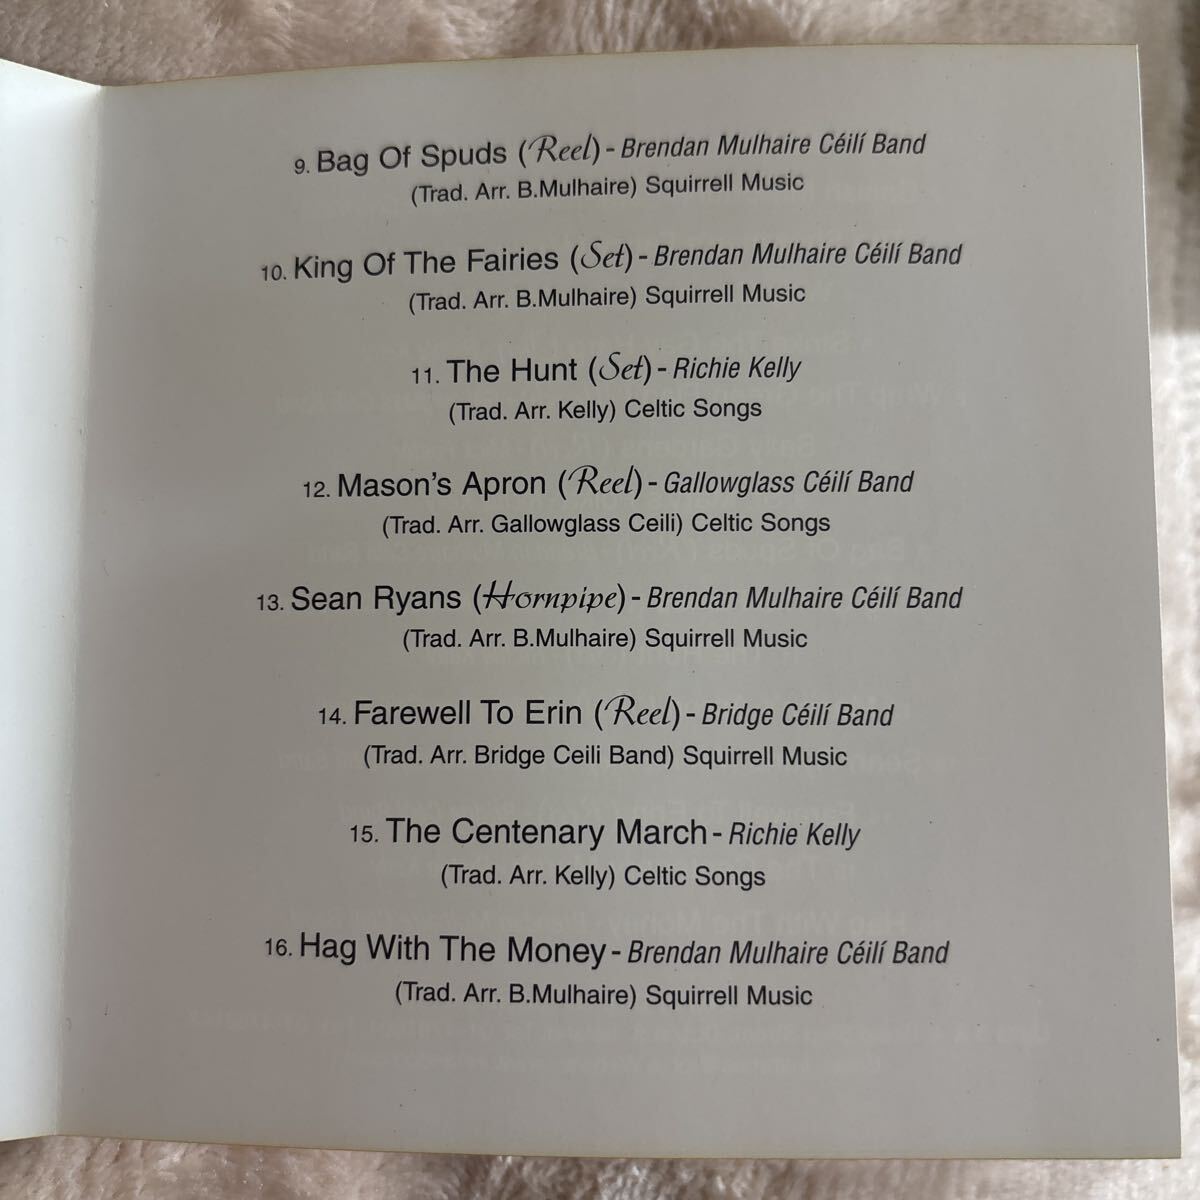 9. Bag Of Spuds (Reel) - Brendan Mulhaire Céilí Band
(Trad. Arr. B.Mulhaire) Squirrell Music
10. King Of The Fairies (Set) - Brendan Mulhaire Céilí Band
(Trad. Arr. B.Mulhaire) Squirrell Music
11. The Hunt (Set) - Richie Kelly
(Trad. Arr. Kelly) Celtic Songs
12. Mason's Apron (Reel) - Gallowglass Céilí Band
(Trad. Arr. Gallowglass Ceili) Celtic Songs
13. Sean Ryans (Hornpipe) - Brendan Mulhaire Céilí Band
(Trad. Arr. B.Mulhaire) Squirrell Music
14. Farewell To Erin (Reel) - Bridge Céilí Band
(Trad. Arr. Bridge Ceili Band) Squirrell Music
15. The Centenary March - Richie Kelly
(Trad. Arr. Kelly) Celtic Songs
16. Hag With The Money - Brendan Mulhaire Céilí Band
(Trad. Arr. B.Mulhaire) Squirrell Music